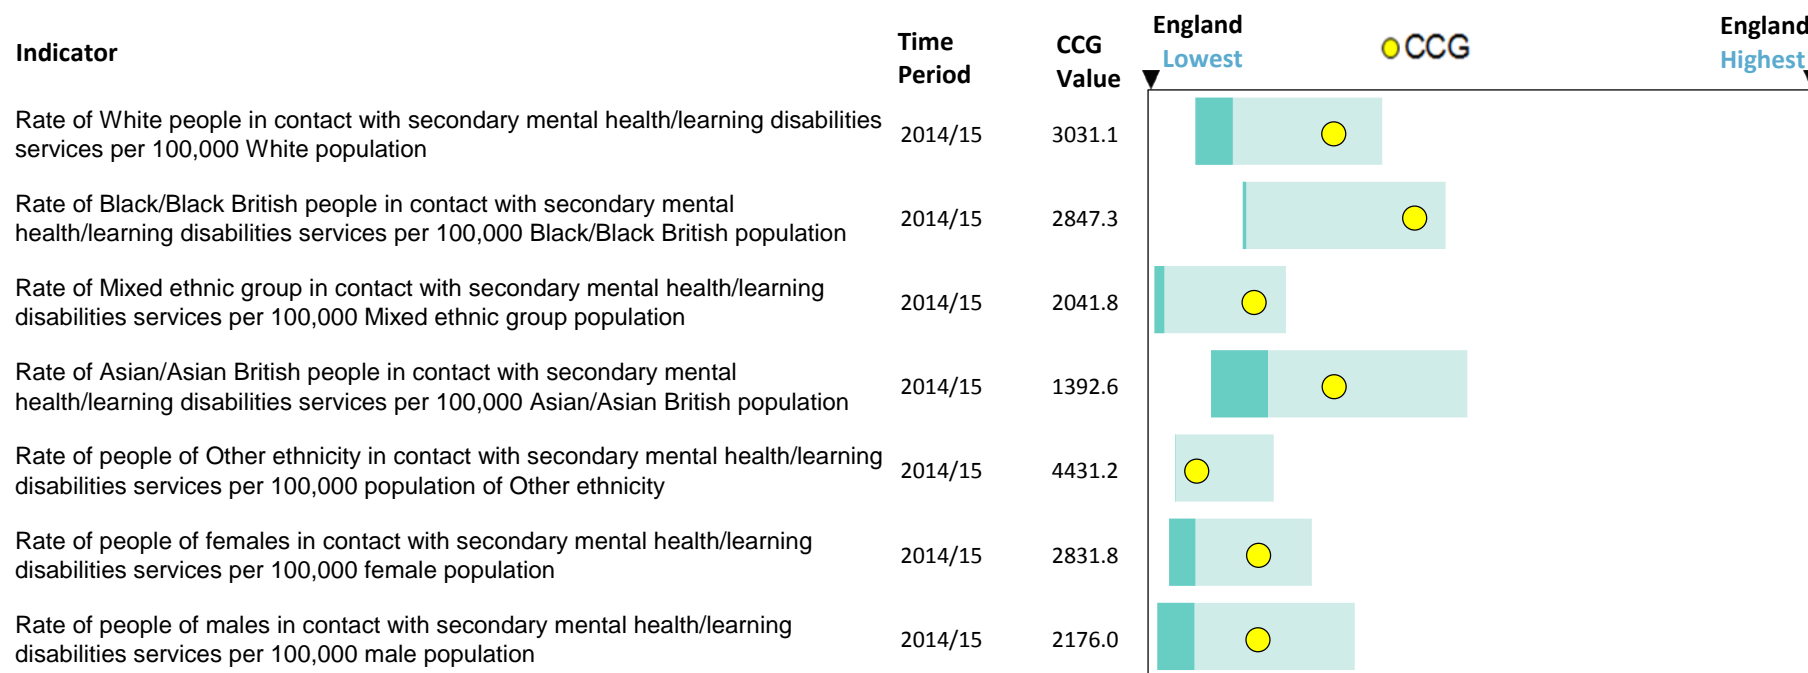 Indicator
Time
Period
CCG
Value
England
Lowest
CCG
England
Highest
Rate of White people in contact with secondary mental health/learning disabilities
services per 100,000 White population
2014/15
3031.1
Rate of Black/Black British people in contact with secondary mental
health/learning disabilities services per 100,000 Black/Black British population
2014/15
2847.3
Rate of Mixed ethnic group in contact with secondary mental health/learning
disabilities services per 100,000 Mixed ethnic group population
2014/15
2041.8
Rate of Asian/Asian British people in contact with secondary mental
health/learning disabilities services per 100,000 Asian/Asian British population
2014/15
1392.6
Rate of people of Other ethnicity in contact with secondary mental health/learning
disabilities services per 100,000 population of Other ethnicity
2014/15
4431.2
Rate of people of females in contact with secondary mental health/learning
disabilities services per 100,000 female population
2014/15
2831.8
Rate of people of males in contact with secondary mental health/learning
disabilities services per 100,000 male population
2014/15
2176.0